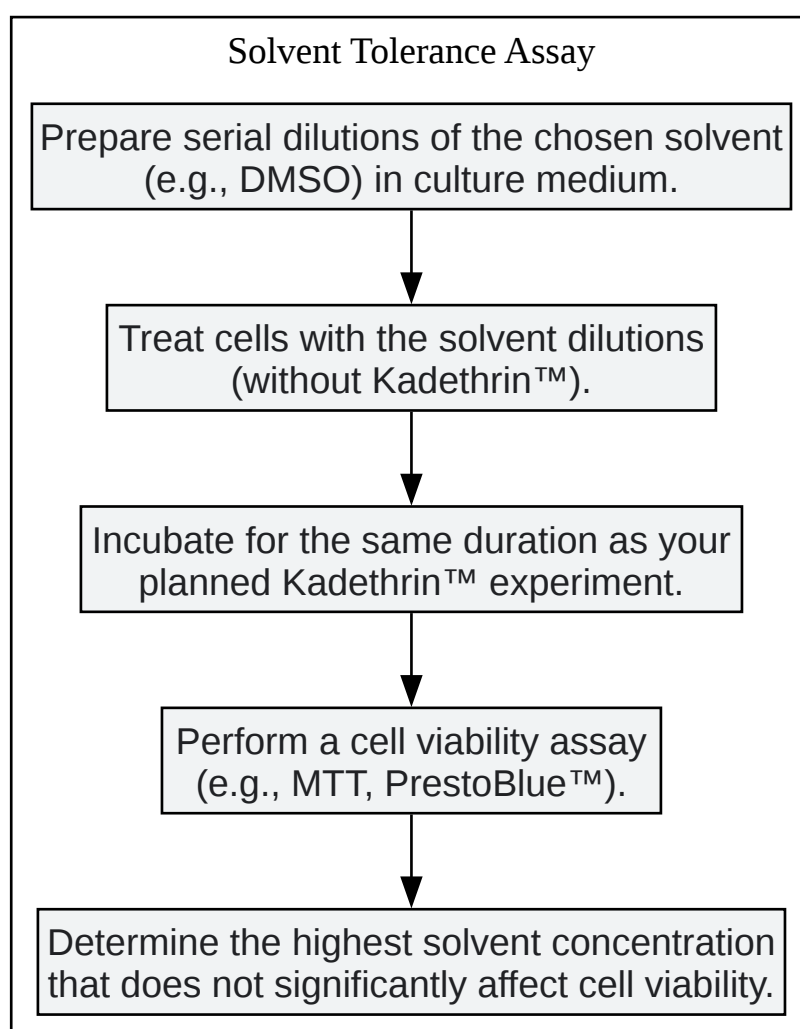 Solvent Tolerance Assay
Prepare serial dilutions of the chosen solvent
(e.g., DMSO) in culture medium.
Treat cells with the solvent dilutions
(without Kadethrin™).
Incubate for the same duration as your
planned Kadethrin™ experiment.
Perform a cell viability assay
(e.g., MTT, PrestoBlue™).
Determine the highest solvent concentration
that does not significantly affect cell viability.